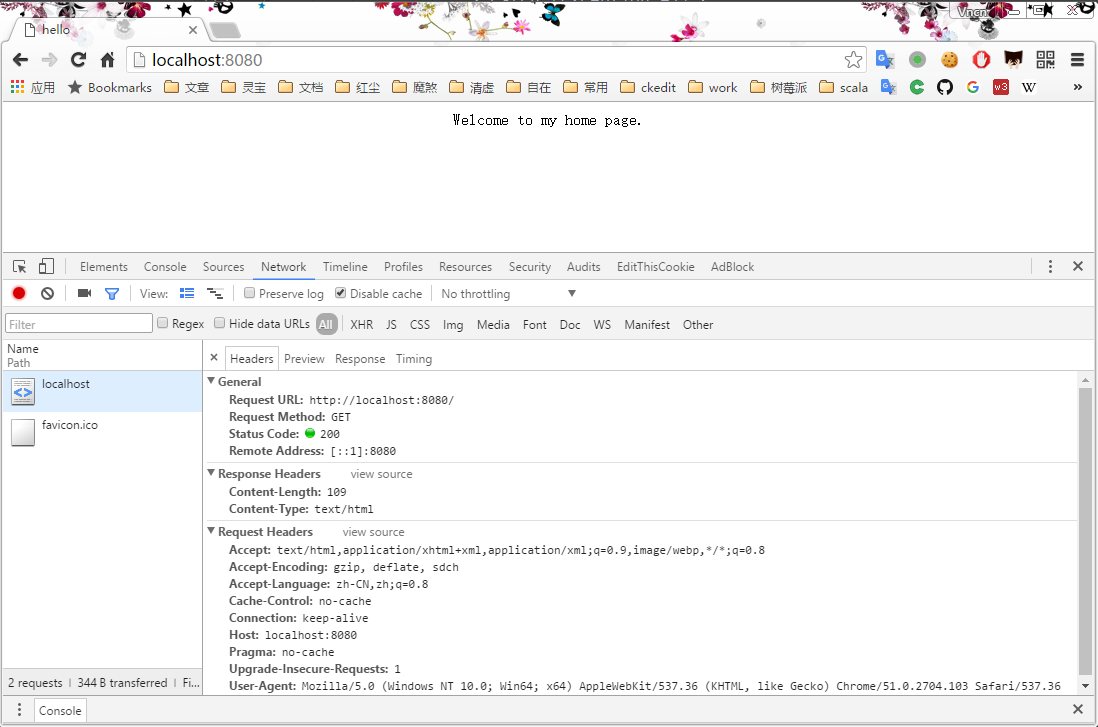 Vncn
hello
localhost:8080
应用 Bookmarks 文章 灵宝 文档 红尘 魔煞 清虚 自在 常用 ckedit work 树莓派 scala w3 W »
Welcome to my home page.
Elements Console Sources Network Timeline Profiles Resources Security Audits EditThisCookie AdBlock
View: Preserve log Disable cache No throttling
Filter Regex Hide data URLs All XHR JS CSS Img Media Font Doc WS Manifest Other
Name
Path
localhost
favicon.ico
2 requests | 344 B transferred | Fi...
Headers Preview Response Timing
General
Request URL: http://localhost:8080/
Request Method: GET
Status Code: 200
Remote Address: [::1]:8080
Response Headers view source
Content-Length: 109
Content-Type: text/html
Request Headers view source
Accept: text/html,application/xhtml+xml,application/xml;q=0.9,image/webp,*/*;q=0.8
Accept-Encoding: gzip, deflate, sdch
Accept-Language: zh-CN,zh;q=0.8
Cache-Control: no-cache
Connection: keep-alive
Host: localhost:8080
Pragma: no-cache
Upgrade-Insecure-Requests: 1
User-Agent: Mozilla/5.0 (Windows NT 10.0; Win64; x64) AppleWebKit/537.36 (KHTML, like Gecko) Chrome/51.0.2704.103 Safari/537.36
Console